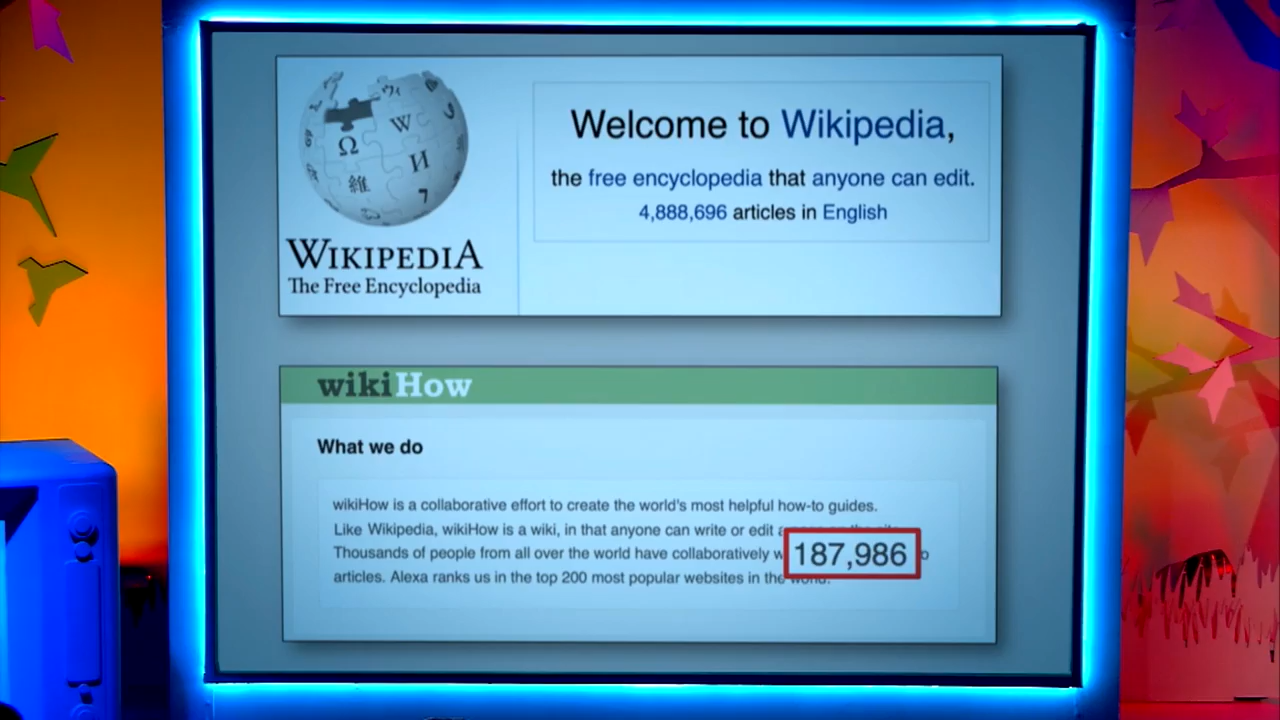 Welcome to Wikipedia,
the free encyclopedia that anyone can edit.
4,888,696 articles in English
Ω W И 維 7
WIKIPEDIA
The Free Encyclopedia
wikiHow
What we do
wikiHow is a collaborative effort to create the world's most helpful how-to guides.
Like Wikipedia, wikiHow is a wiki, in that anyone can write or edit
Thousands of people from all over the world have collaboratively 187,986
articles. Alexa ranks us in the top 200 most popular websites in the world.